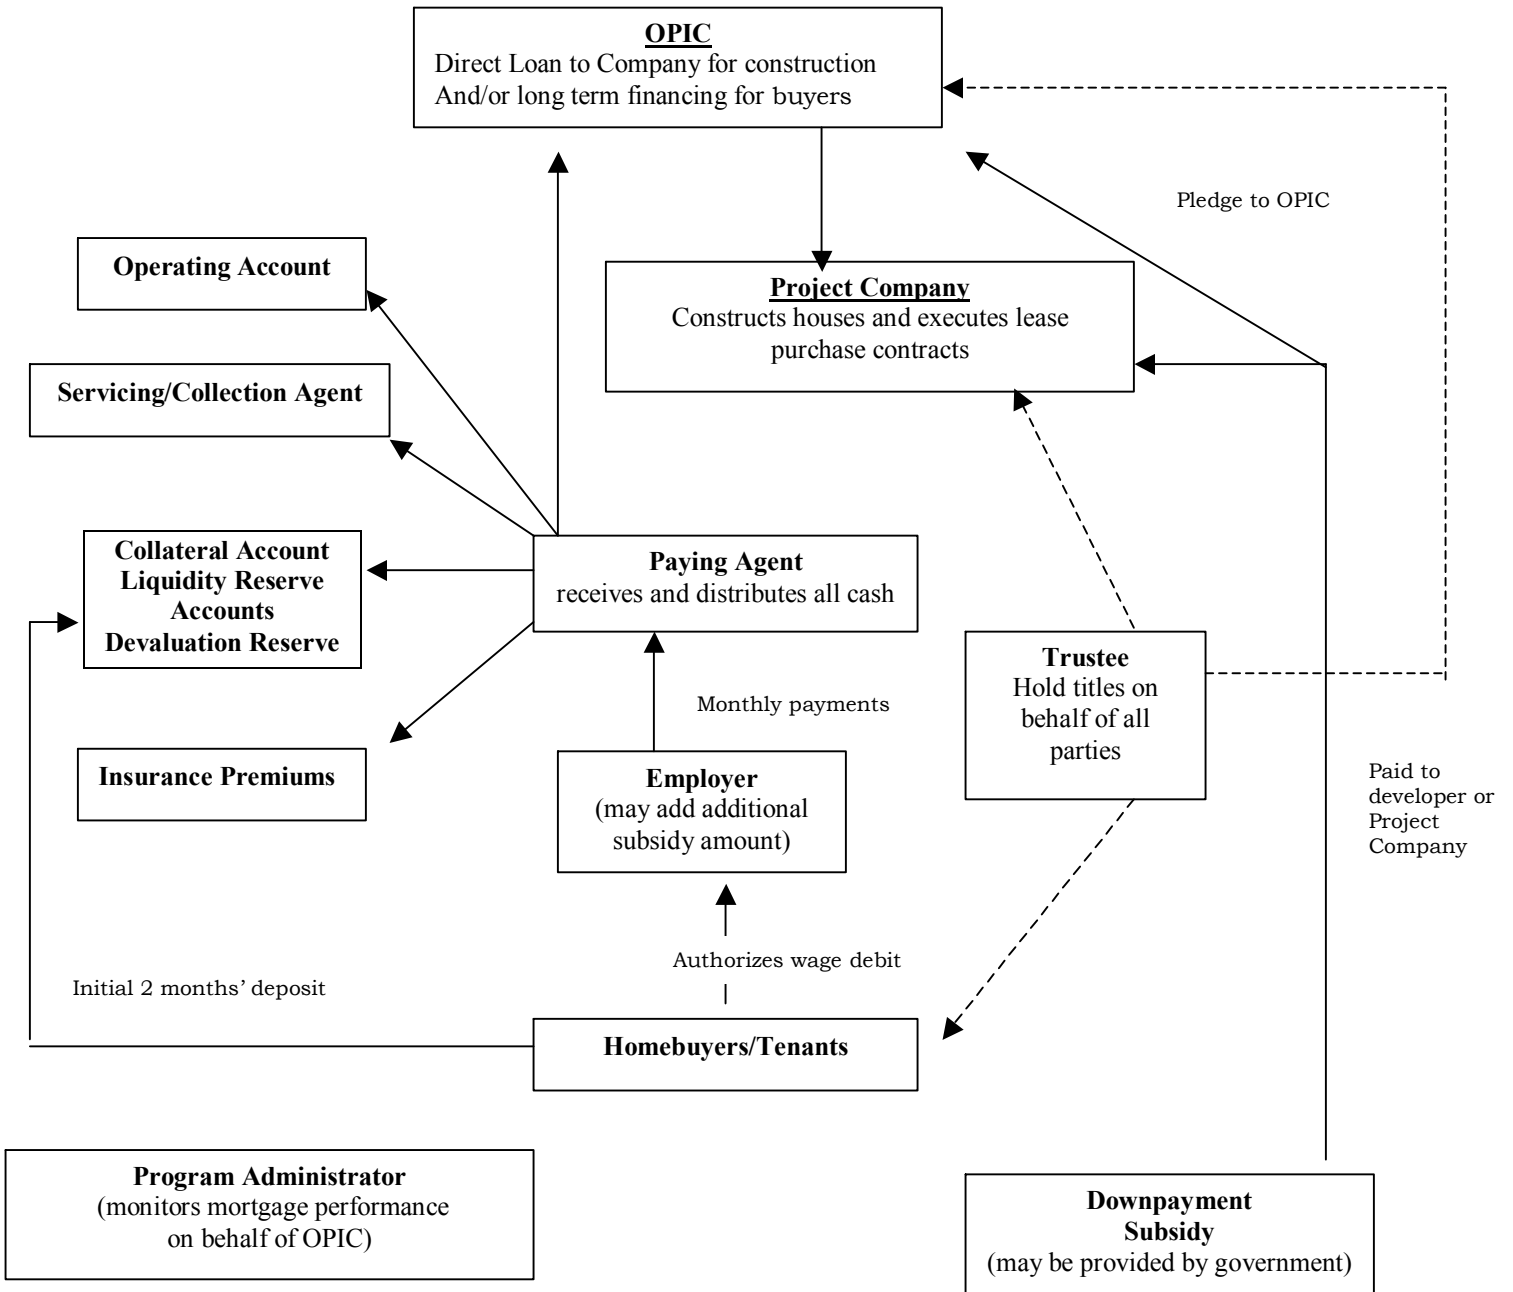 OPIC
Direct Loan to Company for construction
And/or long term financing for buyers
Pledge to OPIC
Operating Account
Project Company
Constructs houses and executes lease
purchase contracts
Servicing/Collection Agent
Collateral Account
Liquidity Reserve
Accounts
Devaluation Reserve
Paying Agent
receives and distributes all cash
Trustee
Hold titles on
behalf of all
parties
Monthly payments
Insurance Premiums
Employer
(may add additional
subsidy amount)
Paid to
developer or
Project
Company
Authorizes wage debit
Initial 2 months’ deposit
Homebuyers/Tenants
Program Administrator
(monitors mortgage performance
on behalf of OPIC)
Downpayment
Subsidy
(may be provided by government)